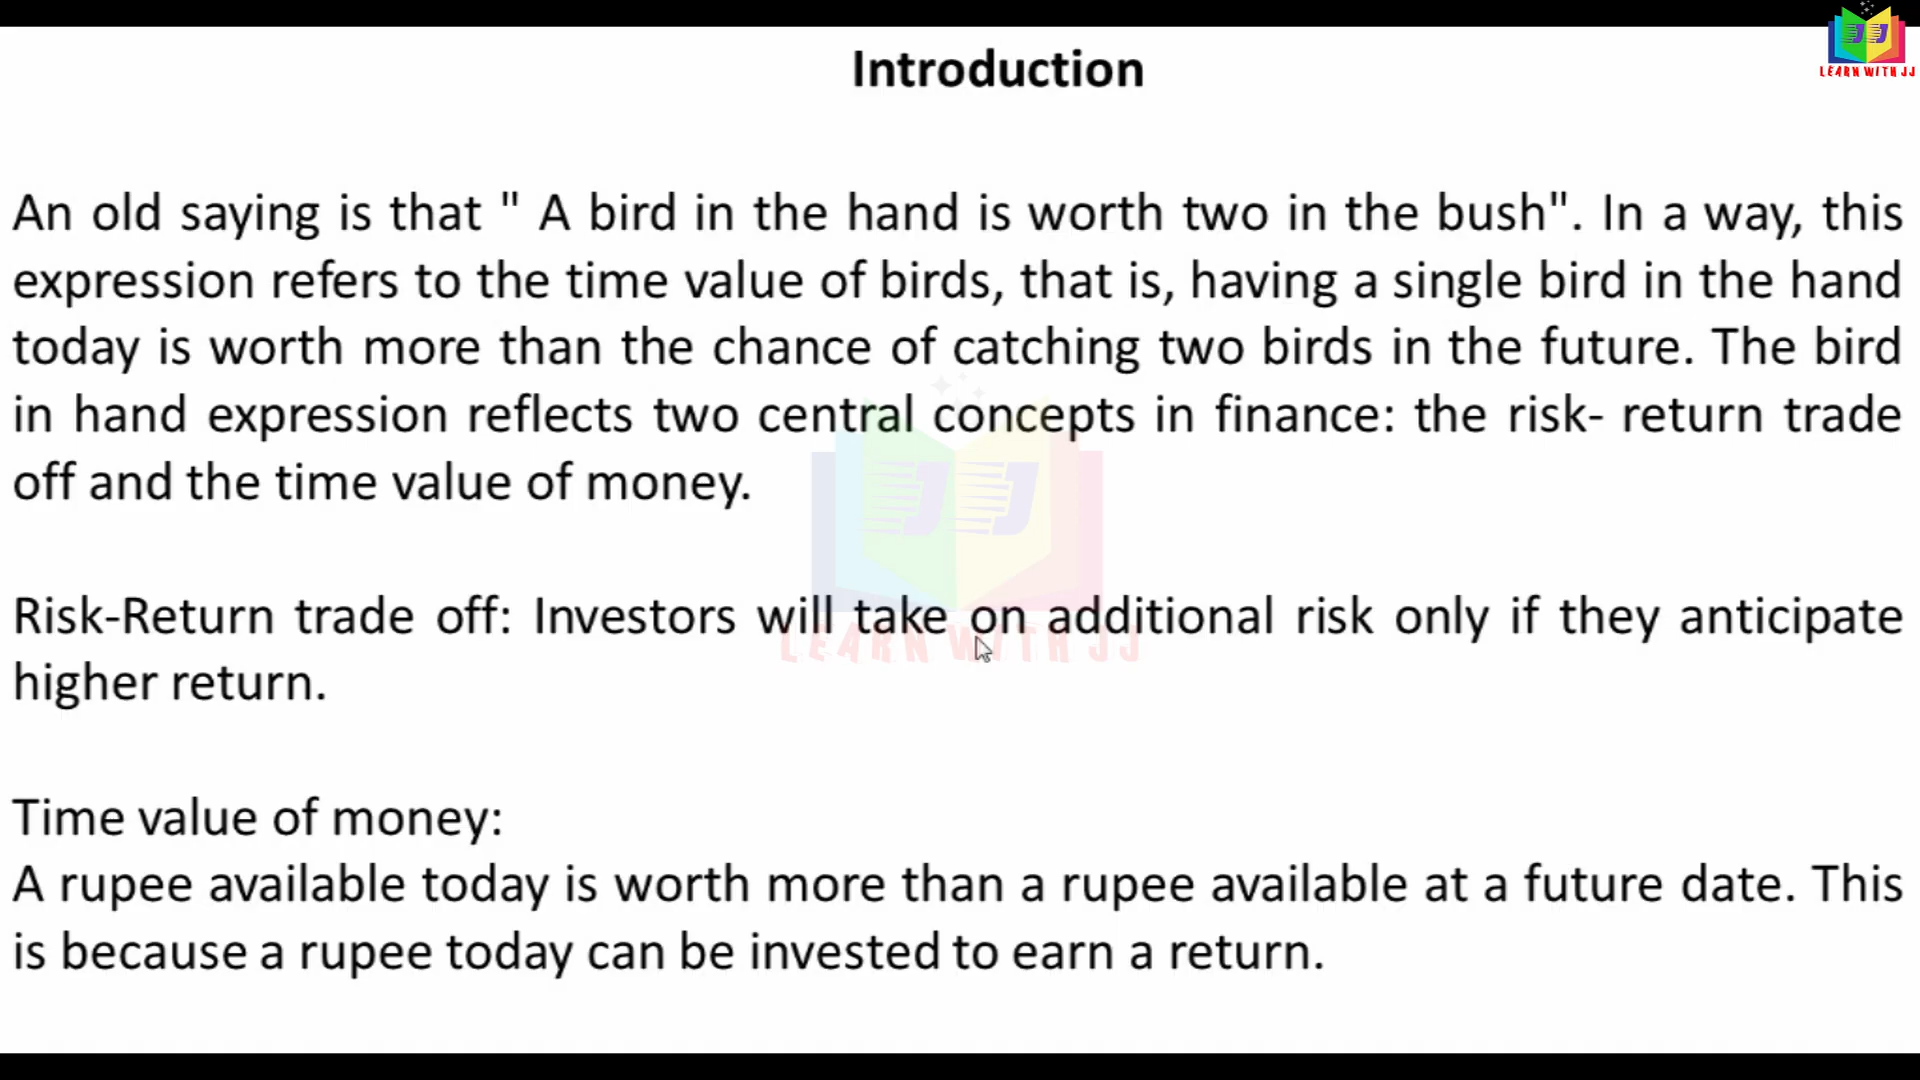 LEARN WITH JJ
Introduction
An old saying is that " A bird in the hand is worth two in the bush". In a way, this
expression refers to the time value of birds, that is, having a single bird in the hand
today is worth more than the chance of catching two birds in the future. The bird
in hand expression reflects two central concepts in finance: the risk- return trade
off and the time value of money.
JJ
Risk-Return trade off: Investors will take on additional risk only if they anticipate
LEARN WITH JJ
higher return.
Time value of money:
A rupee available today is worth more than a rupee available at a future date. This
is because a rupee today can be invested to earn a return.